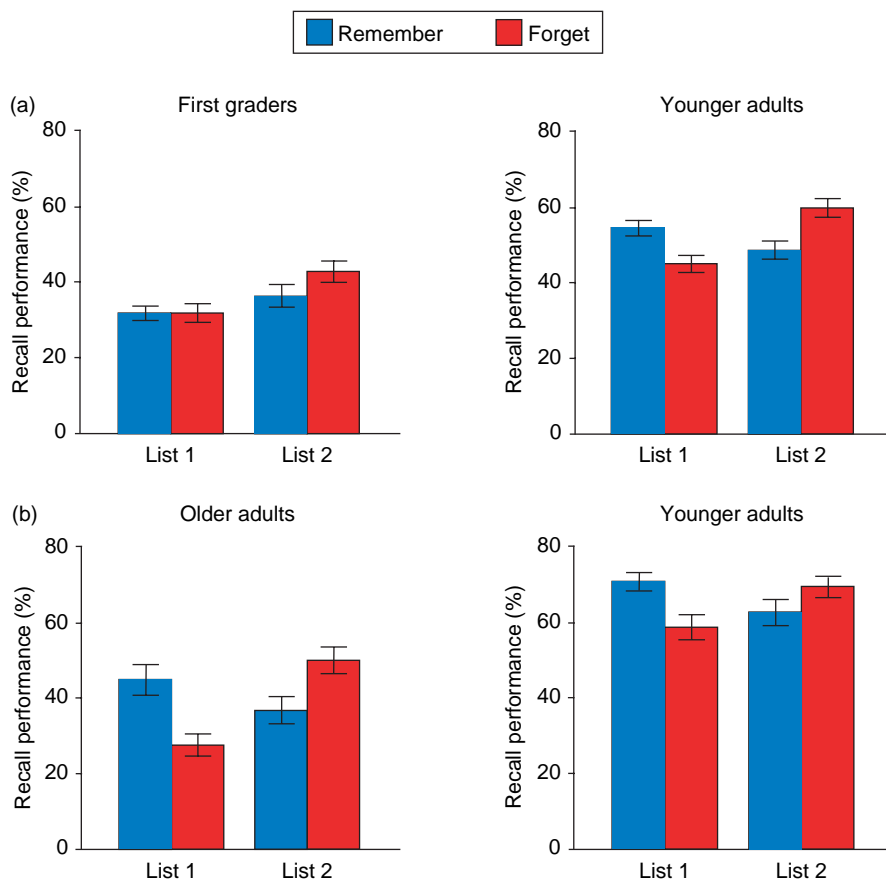 Remember Forget
(a) First graders Younger adults
Recall performance (%) Recall performance (%)
80 80
60 60
40 40
20 20
0 0
List 1 List 2 List 1 List 2
(b) Older adults Younger adults
Recall performance (%) Recall performance (%)
80 80
60 60
40 40
20 20
0 0
List 1 List 2 List 1 List 2